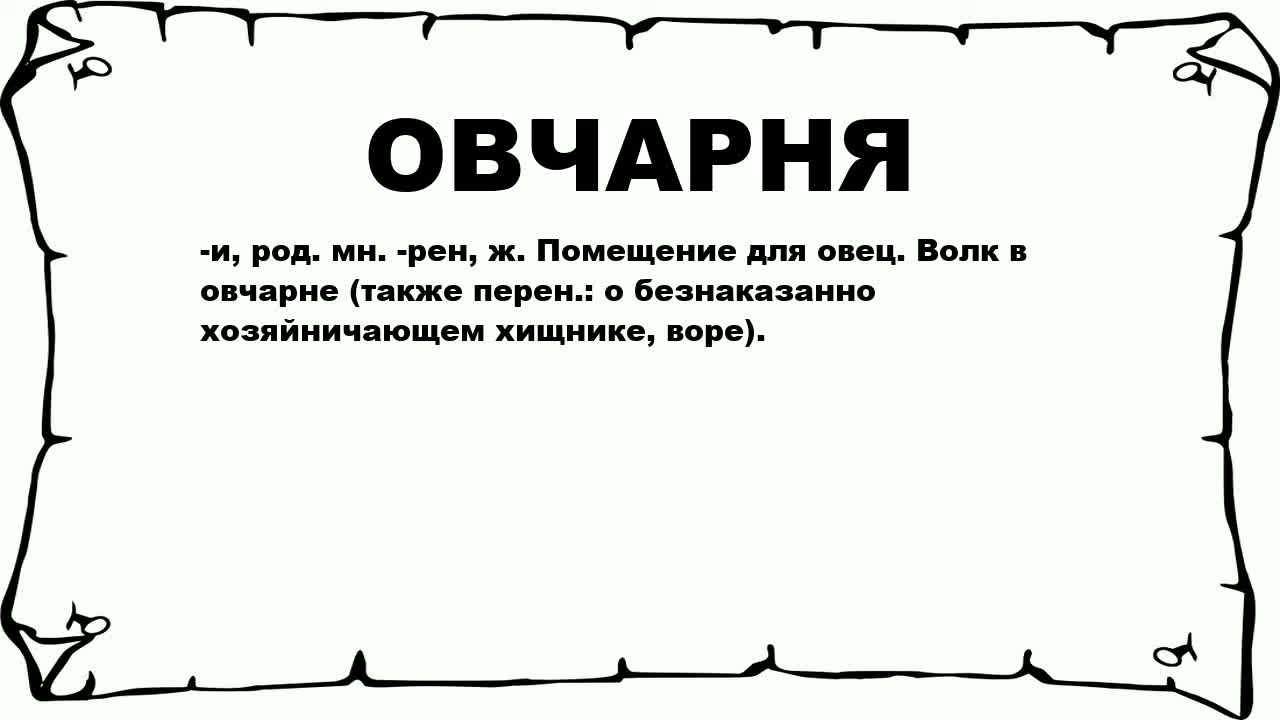 ОВЧАРНЯ
-и, род. мн. -рен, ж. Помещение для овец. Волк в
овчарне (также перен.: о безнаказанно
хозяйничающем хищнике, воре).